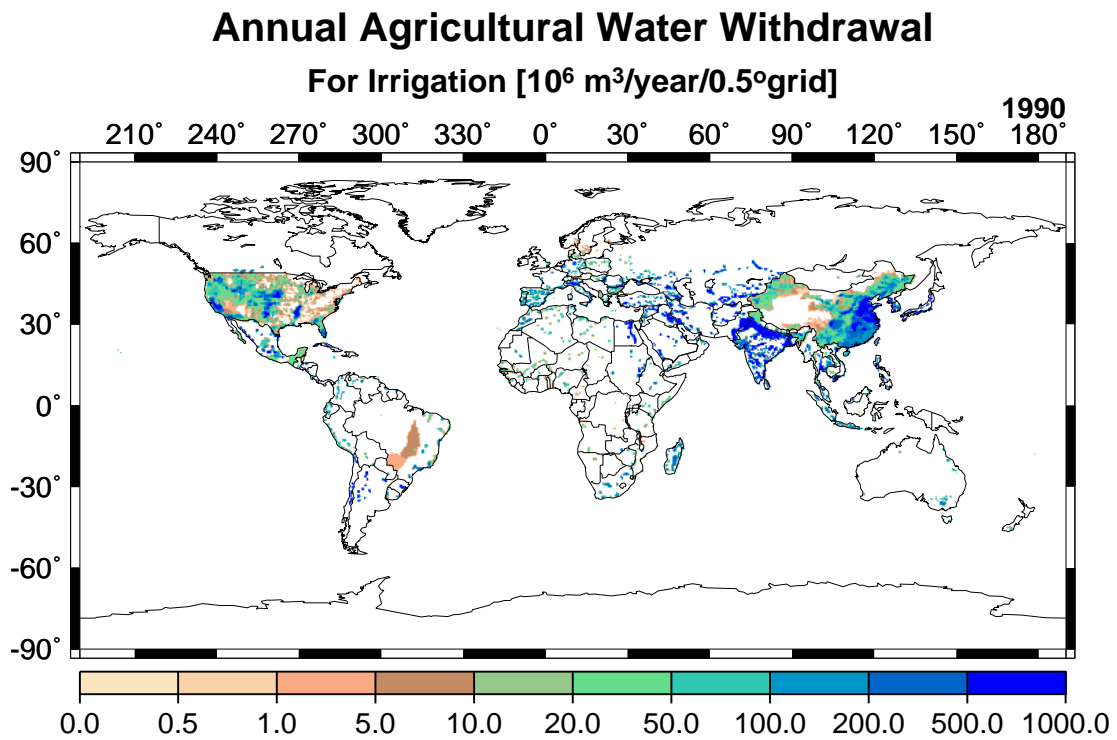 Annual Agricultural Water Withdrawal
For Irrigation [10⁶ m³/year/0.5ºgrid]
1990
210˚ 240˚ 270˚ 300˚ 330˚ 0˚ 30˚ 60˚ 90˚ 120˚ 150˚ 180˚
90˚
60˚
30˚
0˚
-30˚
-60˚
-90˚
0.0 0.5 1.0 5.0 10.0 20.0 50.0 100.0 200.0 500.0 1000.0